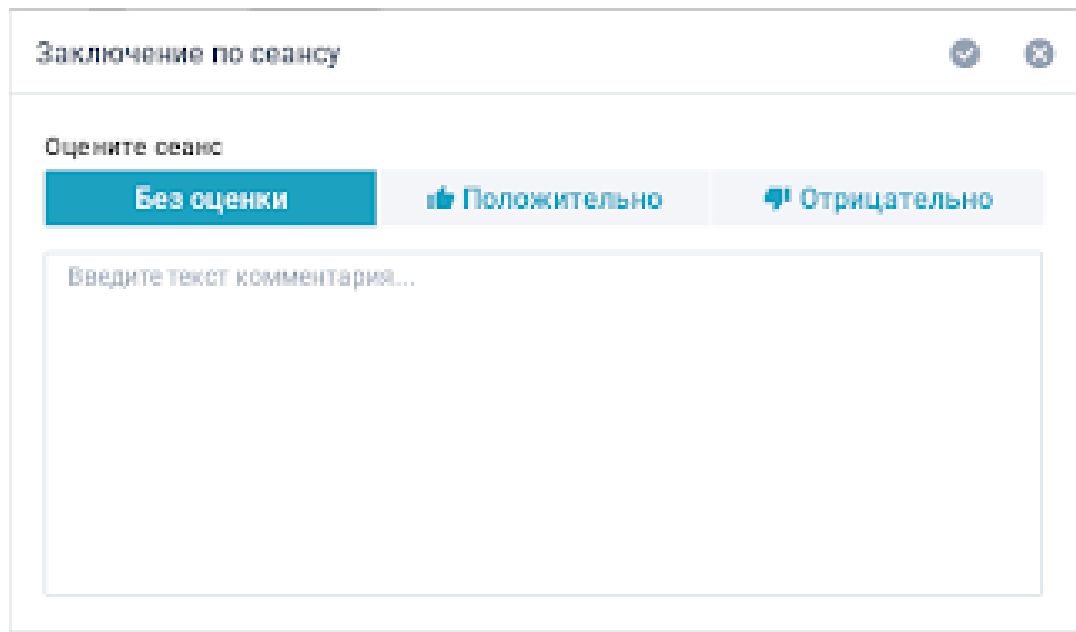 Заключение по сеансу
Оцените сеанс
Без оценки
Положительно
Отрицательно
Введите текст комментария...